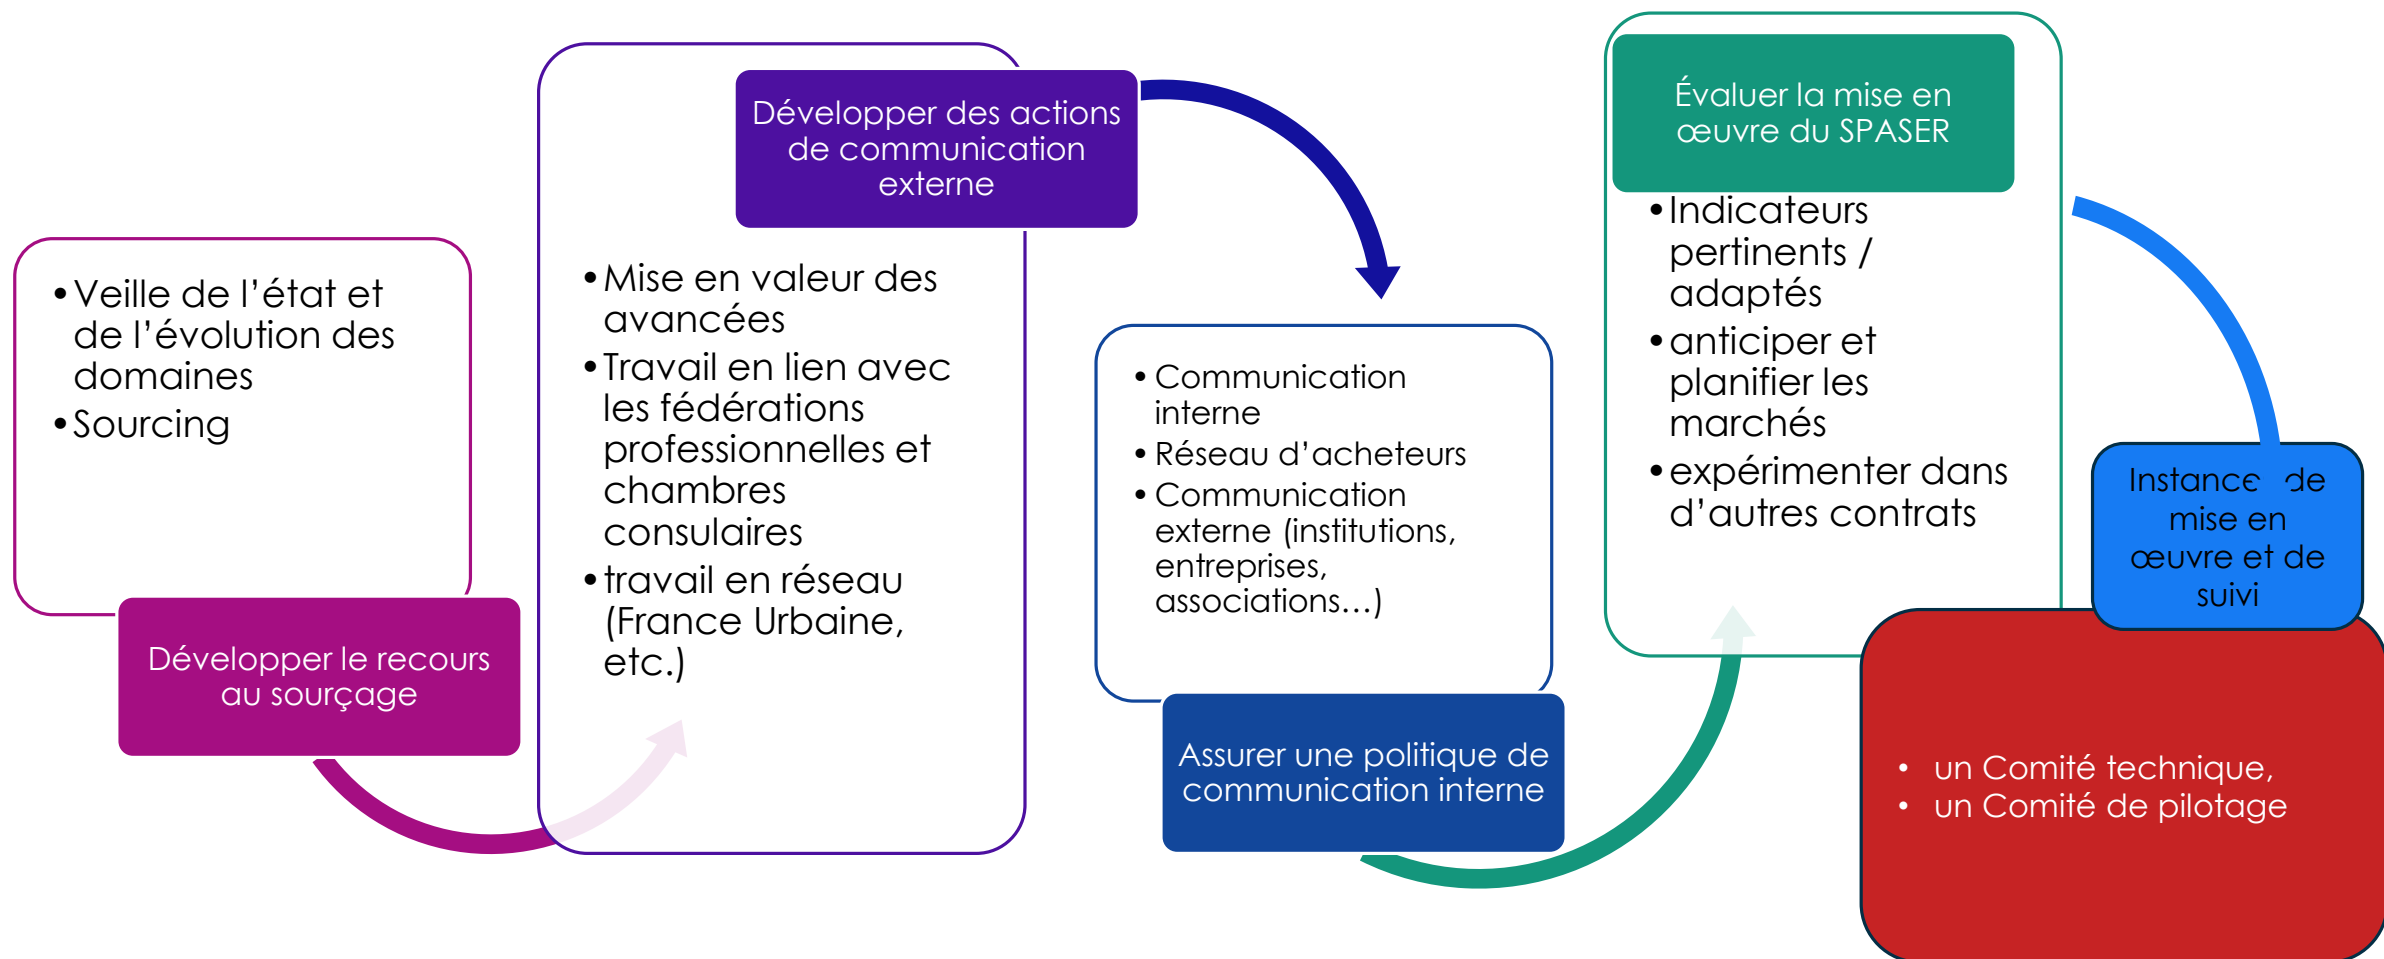 •Veille de l’état et
de l’évolution des
domaines
•Sourcing
Développer le recours
au sourçage
Développer des actions
de communication
externe
•Mise en valeur des
avancées
•Travail en lien avec
les fédérations
professionnelles et
chambres
consulaires
•travail en réseau
(France Urbaine,
etc.)
•Communication
interne
•Réseau d’acheteurs
•Communication
externe (institutions,
entreprises,
associations…)
Assurer une politique de
communication interne
Évaluer la mise en
œuvre du SPASER
•Indicateurs
pertinents /
adaptés
•anticiper et
planifier les
marchés
•expérimenter dans
d’autres contrats
de
mise en
œuvre et de
suivi
• un Comité technique,
• un Comité de pilotage